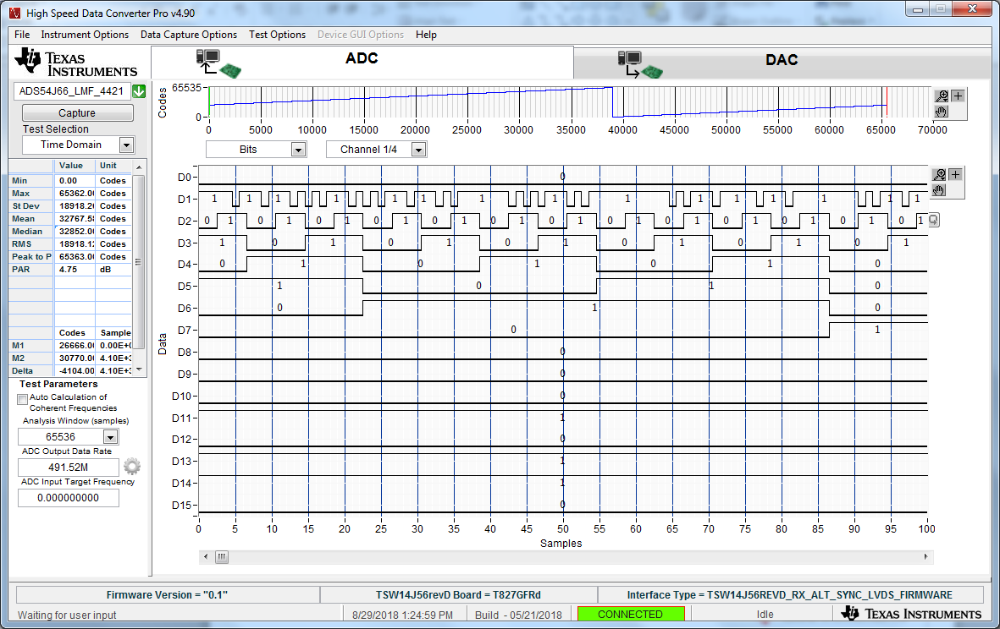 High Speed Data Converter Pro v4.90
File Instrument Options Data Capture Options Test Options Device GUI Options Help
TEXAS INSTRUMENTS
ADC
DAC
ADS54J66_LMF_4421
Capture
Test Selection
Time Domain
Value Unit
Min 0.00 Codes
Max 65362.0 Codes
St Dev 18918.2 Codes
Mean 32767.5 Codes
Median 32852.0 Codes
RMS 18918.1 Codes
Peak to P 65363.0 Codes
PAR 4.75 dB
Codes Sample
M1 26666.0 0.00E+
M2 30770.0 4.10E+
Delta -4104.00 4.10E+
Test Parameters
Auto Calculation of
Coherent Frequencies
Analysis Window (samples)
65536
ADC Output Data Rate
491.52M
ADC Input Target Frequency
0.000000000
Codes
65535
0
0 5000 10000 15000 20000 25000 30000 35000 40000 45000 50000 55000 60000 65000 70000
Bits
Channel 1/4
Data
D0 0
D1 1 1 1 1 1 1 1 1 1 1 1 1 1 1 1
D2 0 1 0 1 0 1 0 1 0 1 0 1 0 1 0 1 0 1 0 1 0 1 0 1 0 1
D3 1 0 1 0 1 0 1 0 1 0 1 0 1
D4 0 1 0 1 0 1 0
D5 1 0 1 0
D6 0 1 0
D7 0 1
D8 0
D9 0
D10 0
D11 1
D12 0
D13 1
D14 1
D15 0
0 5 10 15 20 25 30 35 40 45 50 55 60 65 70 75 80 85 90 95 100
Samples
Firmware Version = "0.1"
TSW14J56revD Board = T827GFRd
Interface Type = TSW14J56REVD_RX_ALT_SYNC_LVDS_FIRMWARE
Waiting for user input
8/29/2018 1:24:59 PM
Build - 05/21/2018
CONNECTED
Idle
TEXAS INSTRUMENTS